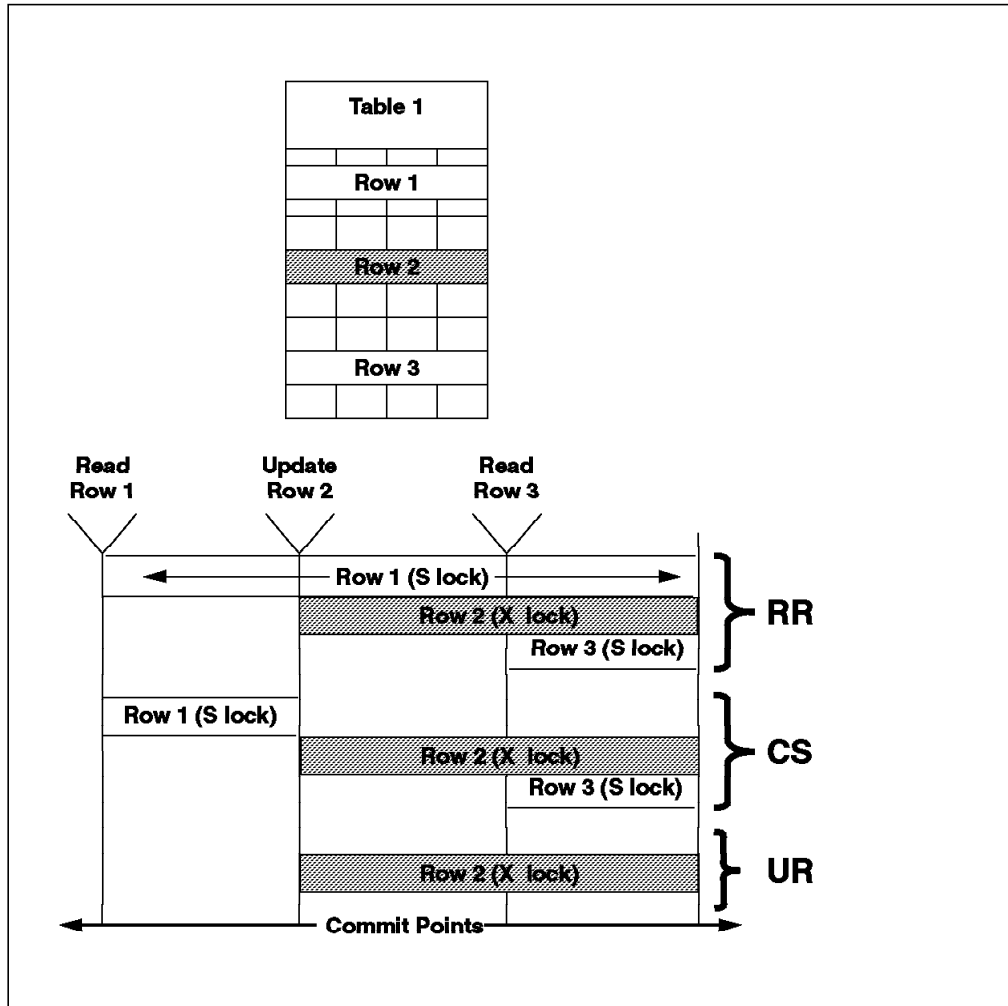 Table 1
Row 1
Row 2
Row 3
Read
Row 1
Update
Row 2
Read
Row 3
Row 1 (S lock)
Row 2 (X lock)
Row 3 (S lock)
RR
Row 1 (S lock)
Row 2 (X lock)
Row 3 (S lock)
CS
Row 2 (X lock)
UR
Commit Points